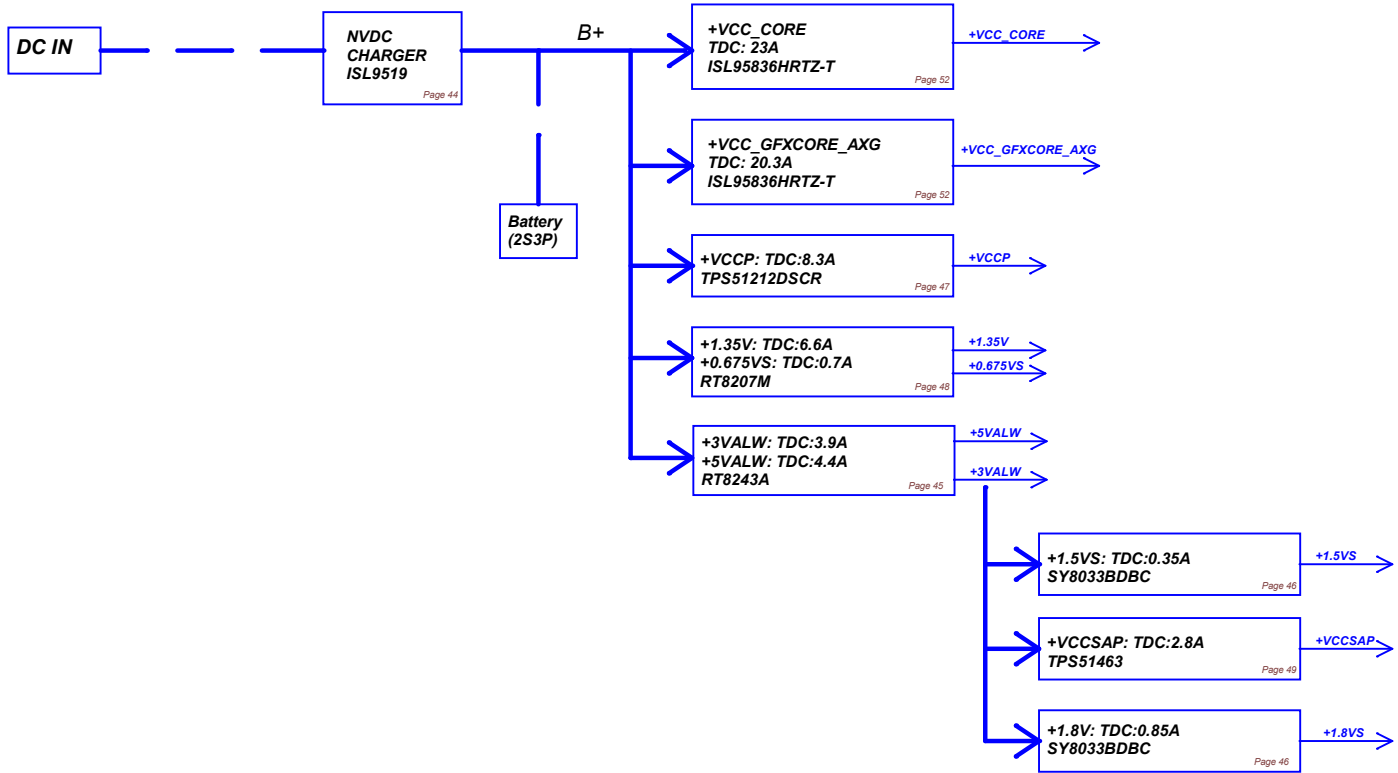 DC IN
NVDC
CHARGER
ISL9519
Page 44
B+
Battery
(2S3P)
+VCC_CORE
TDC: 23A
ISL95836HRTZ-T
Page 52
+VCC_CORE
+VCC_GFXCORE_AXG
TDC: 20.3A
ISL95836HRTZ-T
Page 52
+VCC_GFXCORE_AXG
+VCCP: TDC:8.3A
TPS51212DSCR
Page 47
+VCCP
+1.35V: TDC:6.6A
+0.675VS: TDC:0.7A
RT8207M
Page 48
+1.35V
+0.675VS
+3VALW: TDC:3.9A
+5VALW: TDC:4.4A
RT8243A
Page 45
+5VALW
+3VALW
+1.5VS: TDC:0.35A
SY8033BDBC
Page 46
+1.5VS
+VCCSAP: TDC:2.8A
TPS51463
Page 49
+VCCSAP
+1.8V: TDC:0.85A
SY8033BDBC
Page 46
+1.8VS